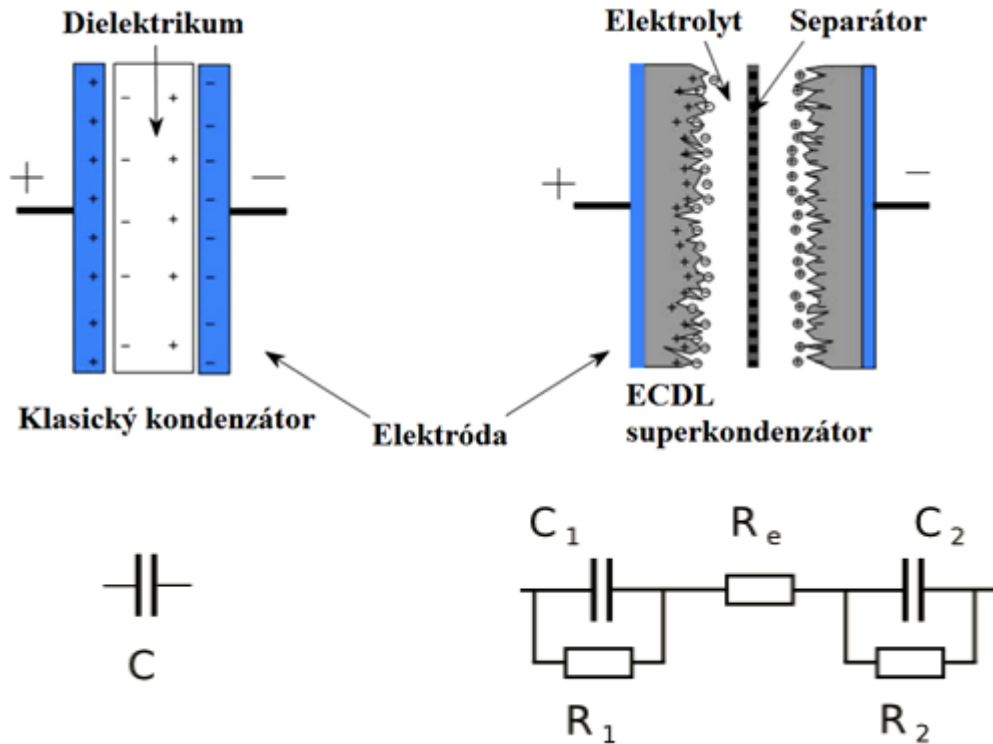 Dielektrikum
Elektrolyt Separátor
+ −
+ −
Klasický kondenzátor
Elektróda
ECDL
superkondenzátor
C
C1 Re C2
R1 R2